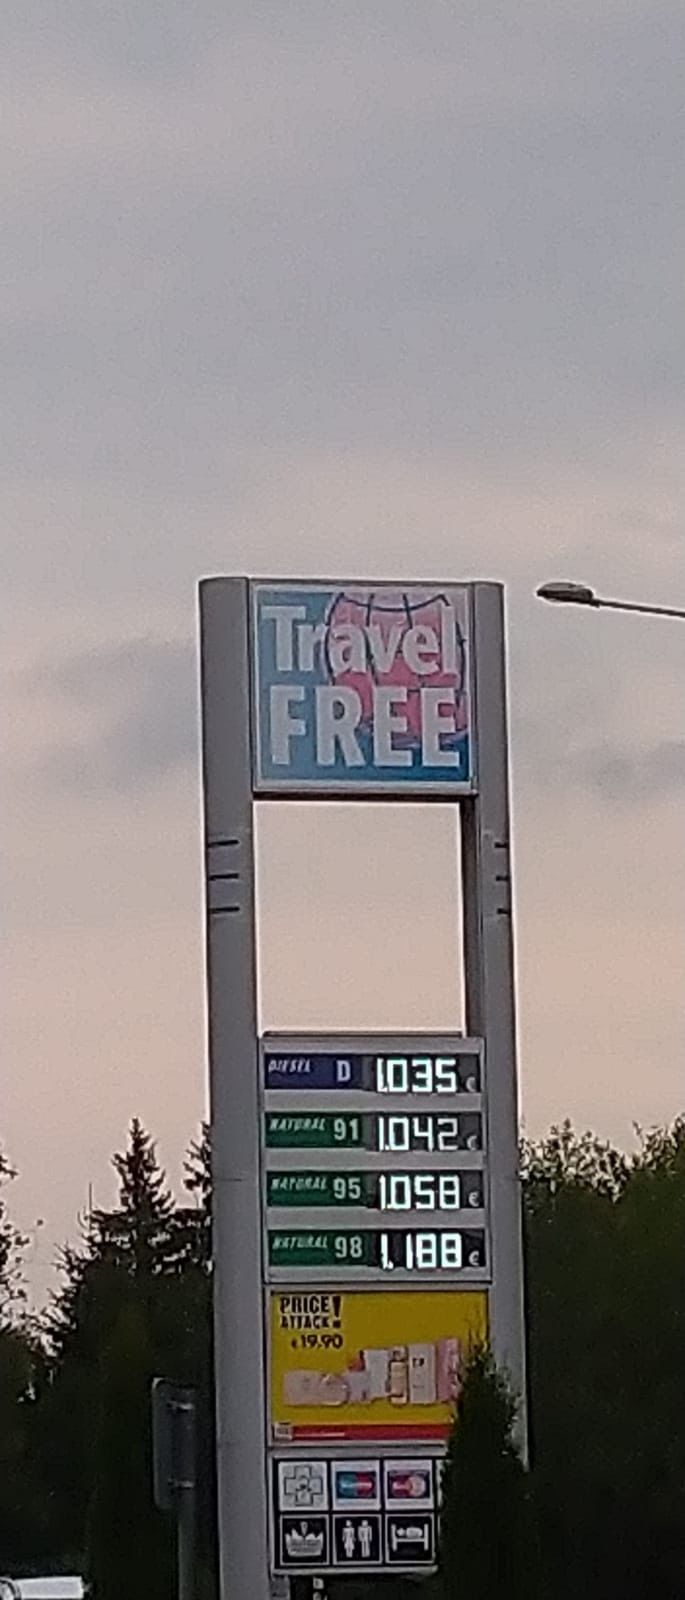 Travel
FREE
DIESEL D 1.035 €
NATURAL 91 1.042 €
NATURAL 95 1.058 €
NATURAL 98 1.188 €
PRICE!
ATTACK
€19.90